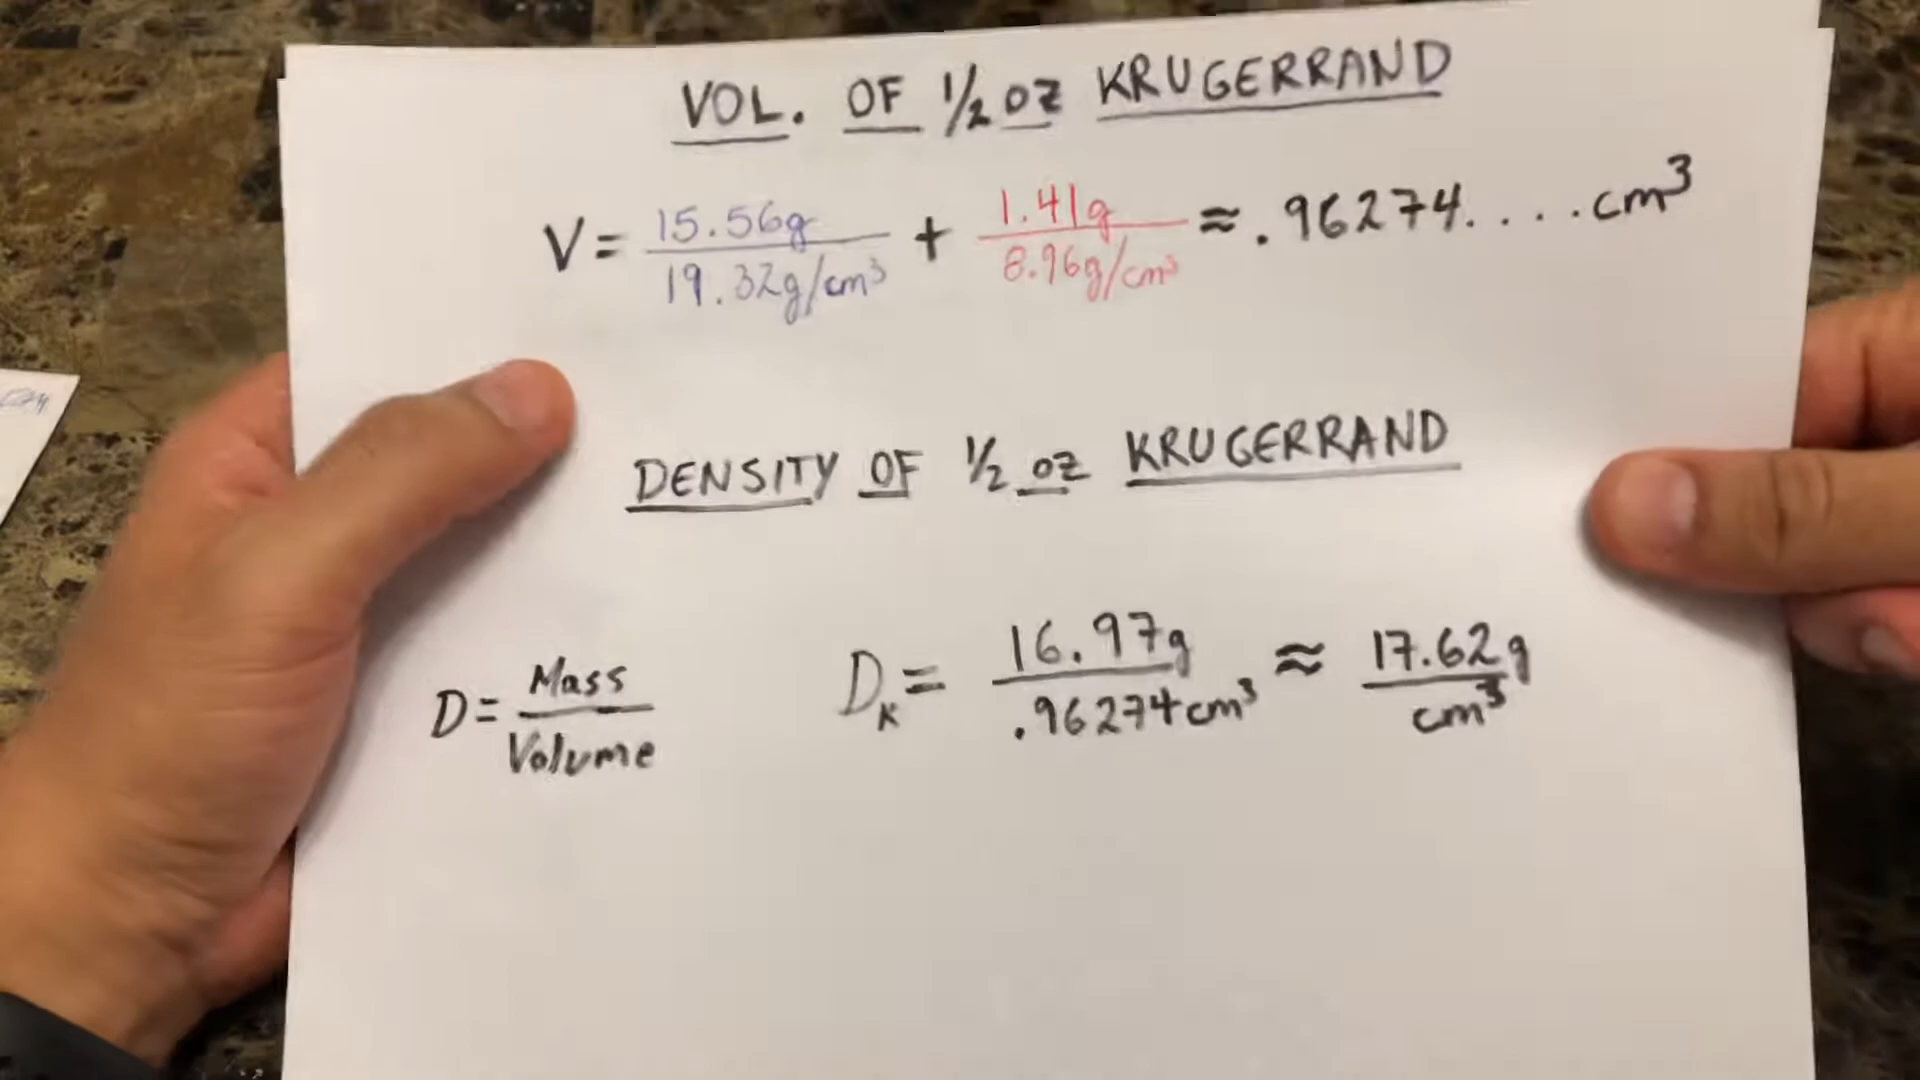 VOL. OF 1/2 OZ KRUGERRAND
V = 15.56g / 19.32g/cm³ + 1.41g / 8.96g/cm³ ≈ .96274.... cm³
DENSITY OF 1/2 OZ KRUGERRAND
D = Mass / Volume
D_K = 16.97g / .96274cm³ ≈ 17.62g / cm³